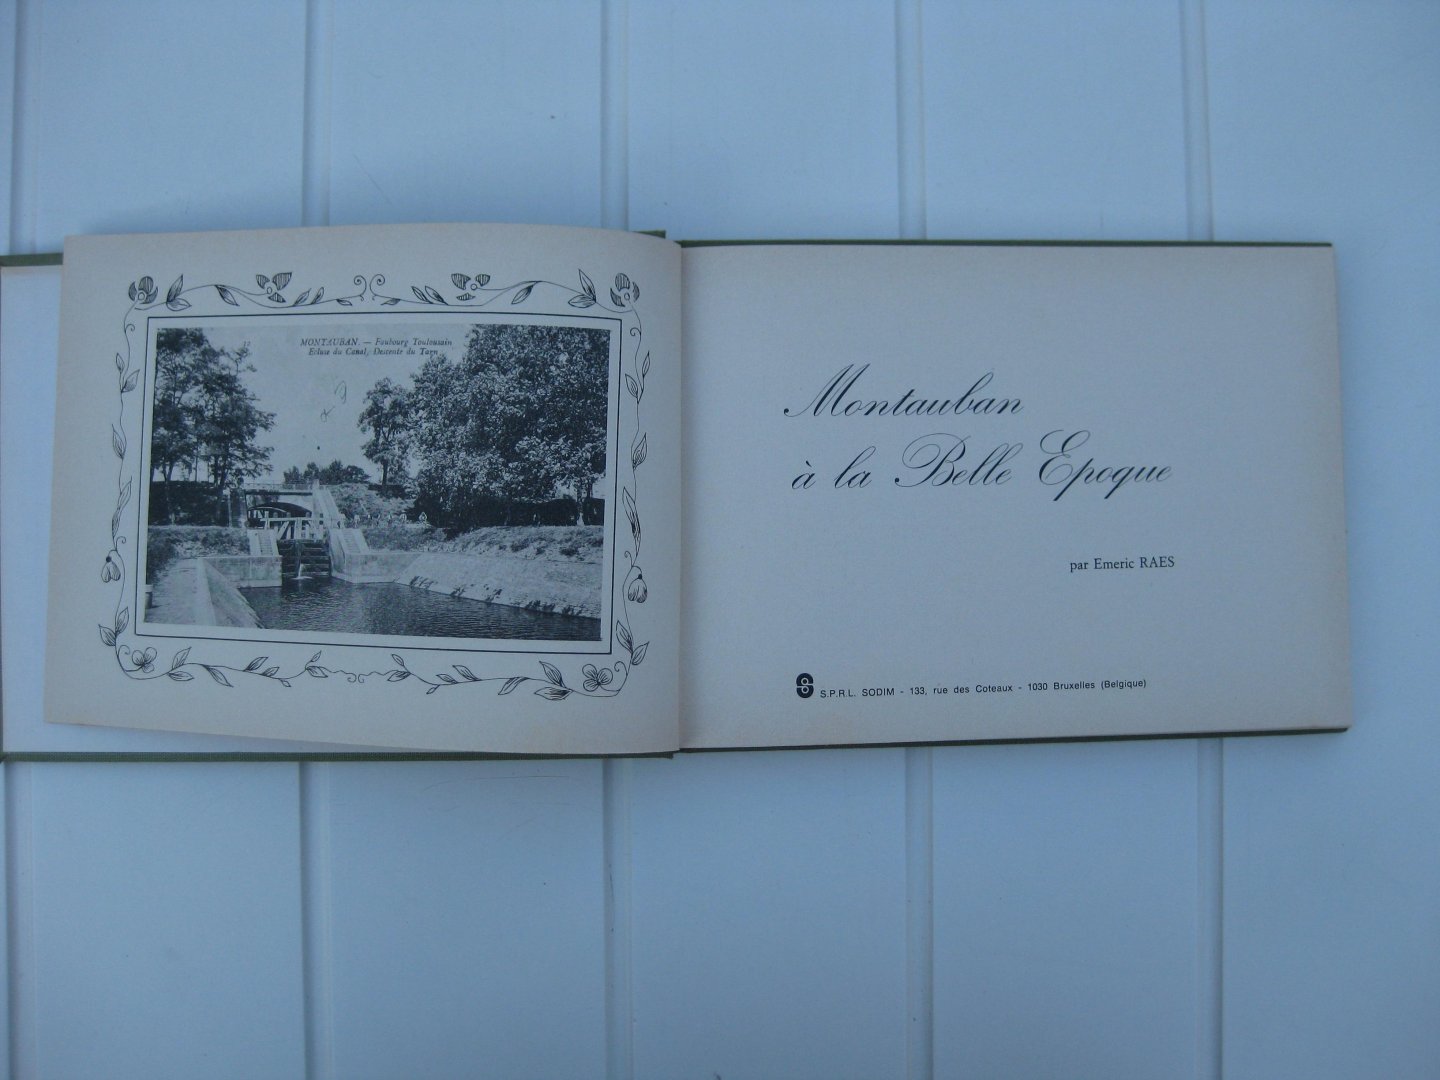 12
MONTAUBAN. — Faubourg Toulousain
Ecluse du Canal, Descente du Tarn
Montauban
à la Belle Epoque
par Emeric RAES
S.P.R.L. SODIM - 133, rue des Coteaux - 1030 Bruxelles (Belgique)